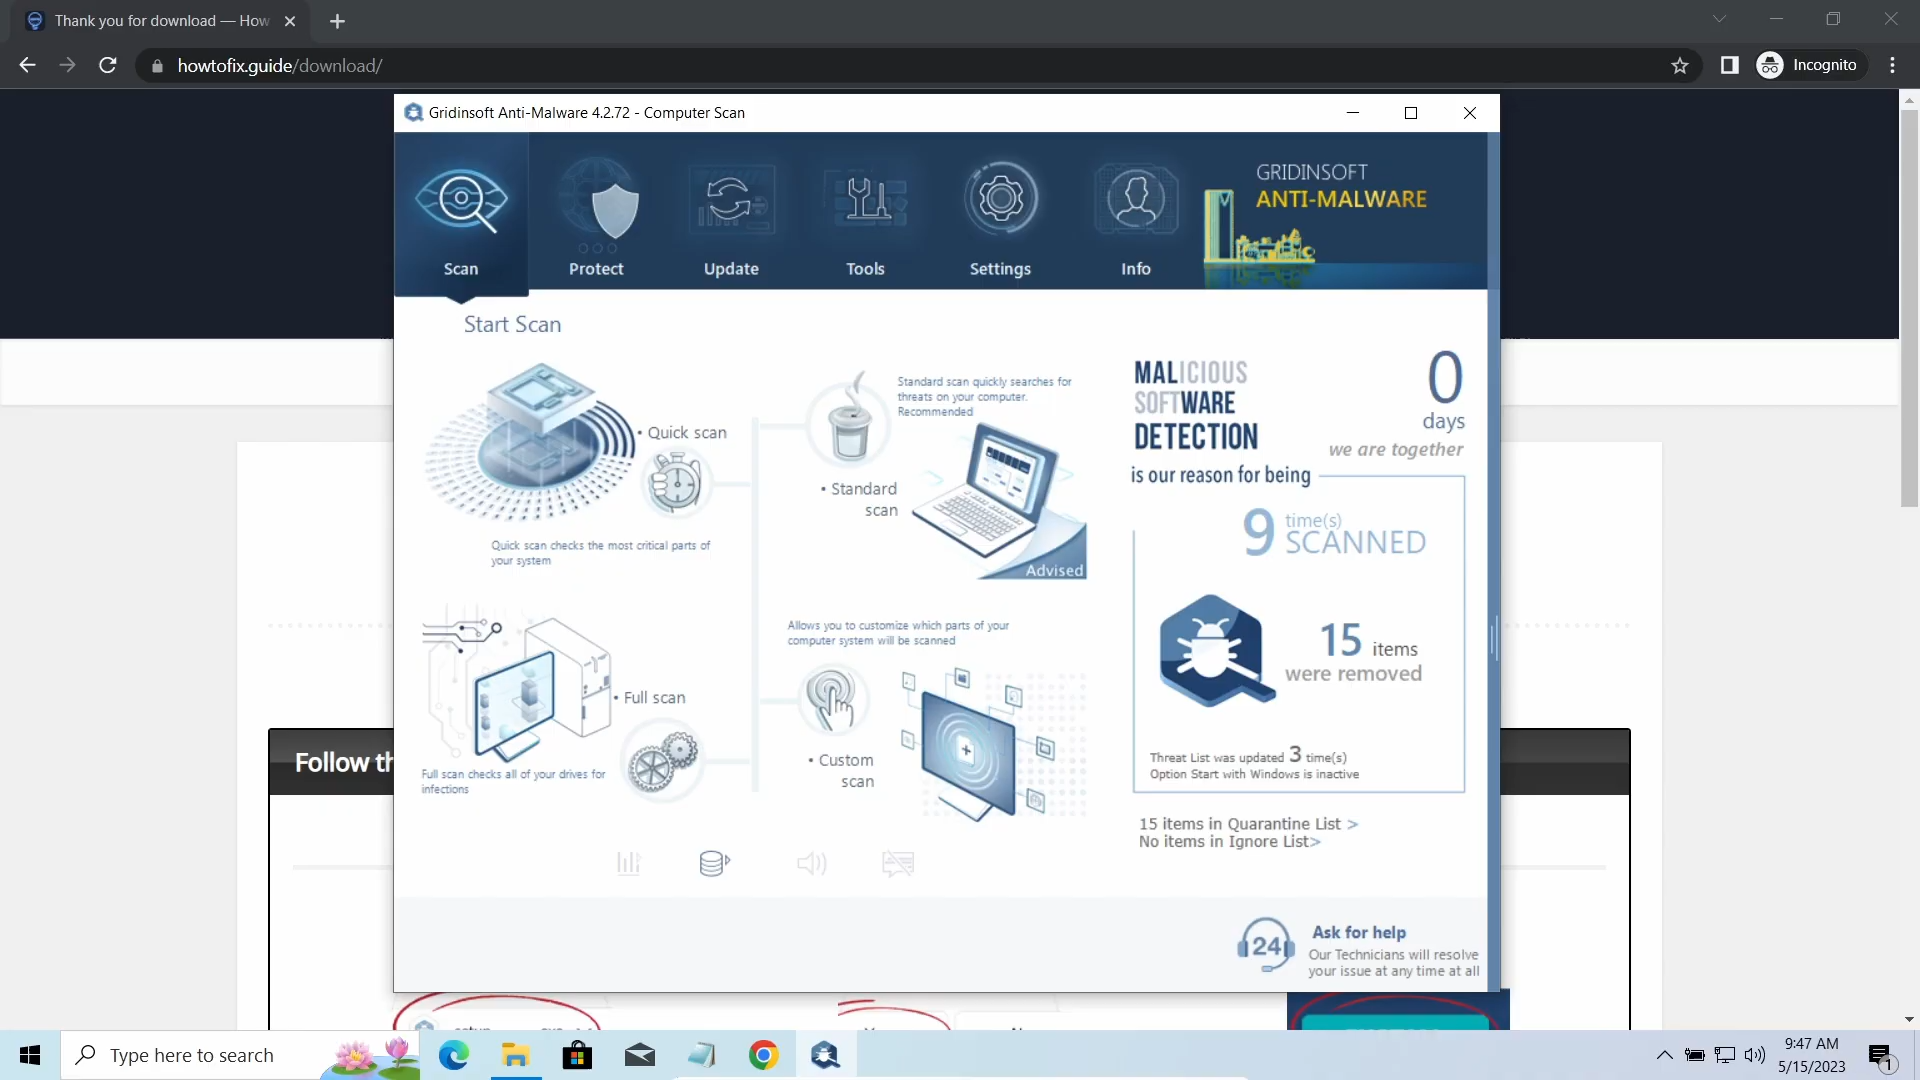 Thank you for download — How
howtofix.guide/download/
Incognito
Gridinsoft Anti-Malware 4.2.72 - Computer Scan
Scan
Protect
Update
Tools
Settings
Info
GRIDINSOFT
ANTI-MALWARE
Start Scan
• Quick scan
Quick scan checks the most critical parts of
your system
Standard scan quickly searches for
threats on your computer.
Recommended
• Standard
scan
Advised
• Full scan
Full scan checks all of your drives for
infections
Allows you to customize which parts of your
computer system will be scanned
• Custom
scan
MALICIOUS
SOFTWARE
DETECTION
is our reason for being
0
days
we are together
9 time(s)
SCANNED
15 items
were removed
Threat List was updated 3 time(s)
Option Start with Windows is inactive
15 items in Quarantine List >
No items in Ignore List>
24
Ask for help
Our Technicians will resolve
your issue at any time at all
Follow th
Type here to search
9:47 AM
5/15/2023
1